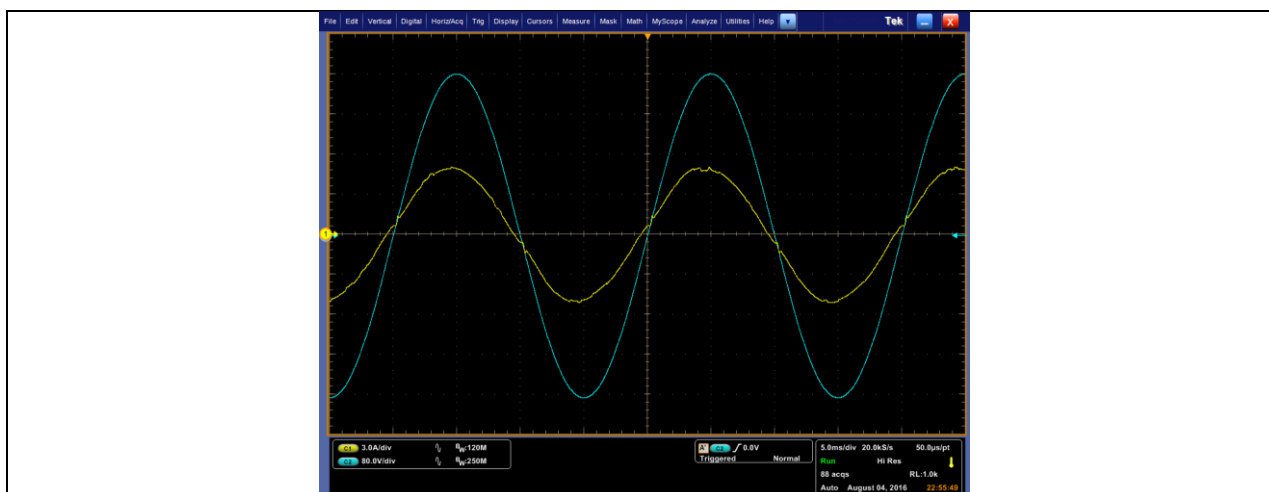 File Edit Vertical Digital Horiz/Acq Trig Display Cursors Measure Mask Math MyScope Analyze Utilities Help Tek X
1
C1 3.0A/div BW:120M
C2 80.0V/div BW:250M
A' C2 0.0V
Triggered Normal
5.0ms/div 20.0kS/s 50.0µs/pt
Run Hi Res
88 acqs RL:1.0k
Auto August 04, 2016 22:55:49